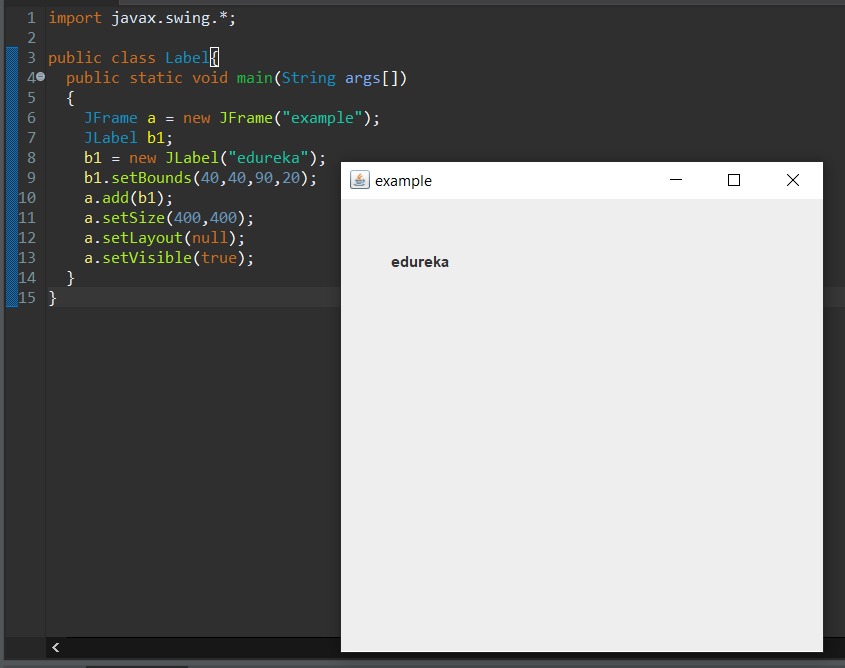 1 import javax.swing.*;
2
3 public class Label{
4 public static void main(String args[])
5 {
6 JFrame a = new JFrame("example");
7 JLabel b1;
8 b1 = new JLabel("edureka");
9 b1.setBounds(40,40,90,20);
10 a.add(b1);
11 a.setSize(400,400);
12 a.setLayout(null);
13 a.setVisible(true);
14 }
15 }
example
edureka